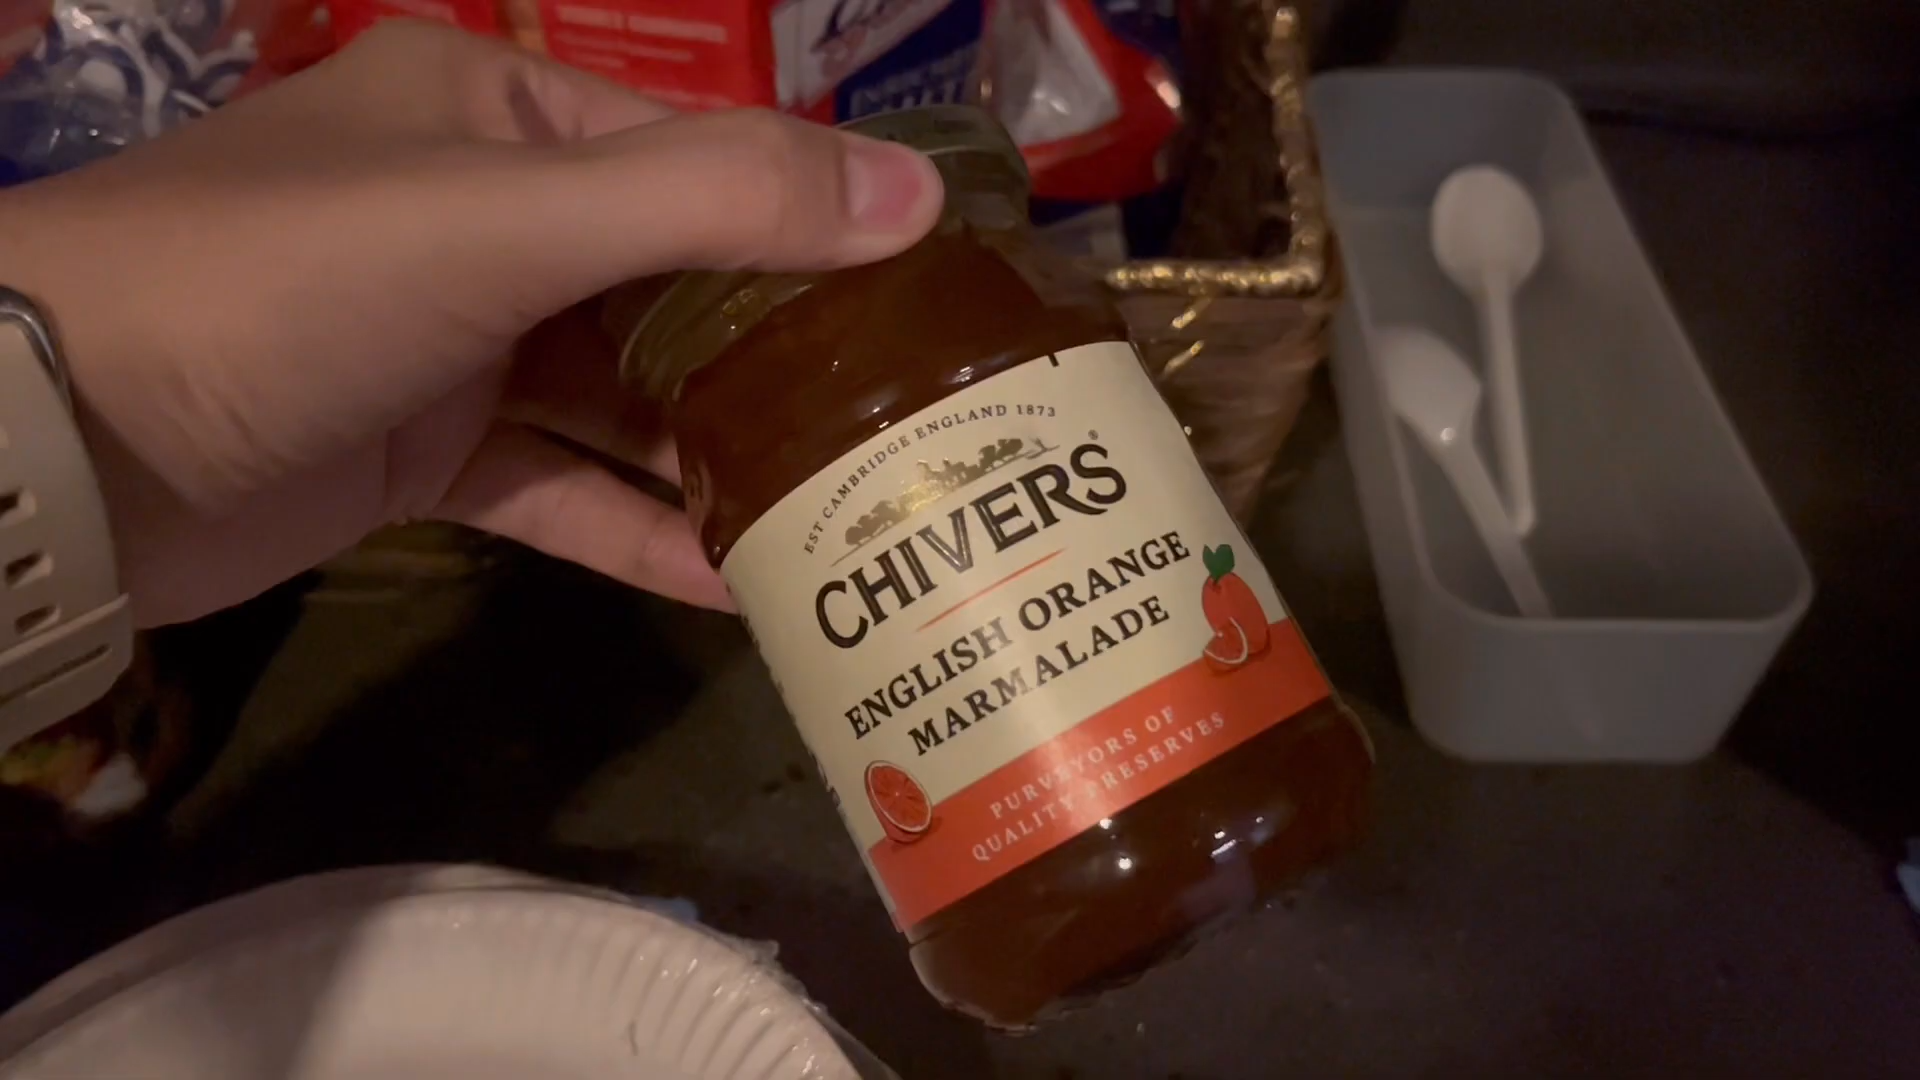 EST CAMBRIDGE ENGLAND 1873
CHIVERS®
ENGLISH ORANGE
MARMALADE
PURVEYORS OF
QUALITY PRESERVES